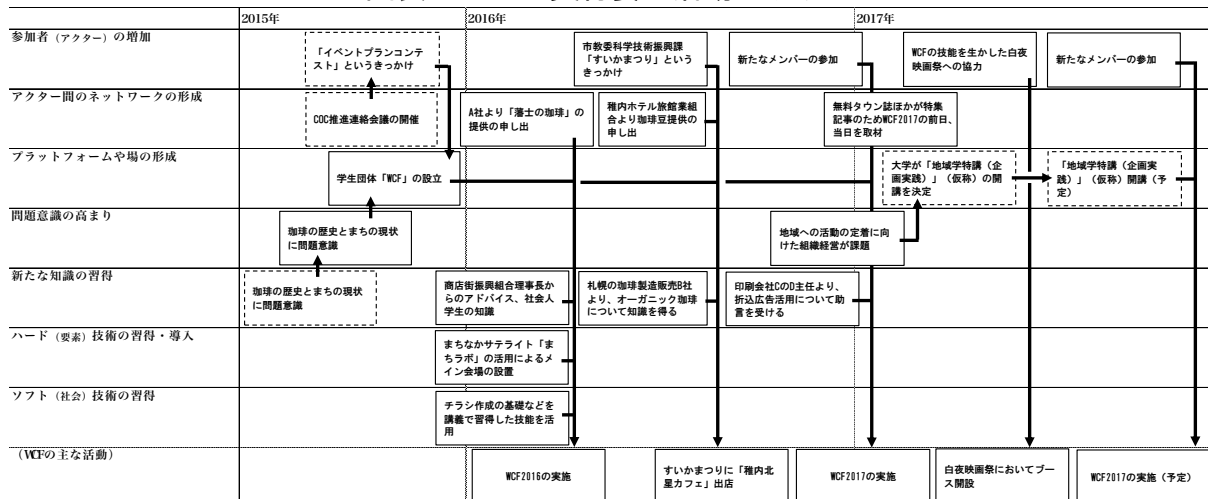 2015年
2016年
2017年
参加者(アクター)の増加
「イベントプランコンテ
スト」というきっかけ
市教委科学技術振興課
「すいかまつり」という
きっかけ
新たなメンバーの参加
WCFの技能を生かした白夜
映画祭への協力
新たなメンバーの参加
アクター間のネットワークの形成
COC推進連絡会議の開催
A社より「藩士の珈琲」の
提供の申し出
稚内ホテル旅館業組
合より珈琲豆提供の
申し出
無料タウン誌ほかが特集
記事のためWCF2017の前日、
当日を取材
プラットフォームや場の形成
学生団体「WCF」の設立
大学が「地域学特講(企
画実践)」(仮称)の開
講を決定
「地域学特講(企画実
践)」(仮称)開講(予
定)
問題意識の高まり
珈琲の歴史とまちの現状
に問題意識
地域への活動の定着に向
けた組織経営が課題
新たな知識の習得
珈琲の歴史とまちの現状
に問題意識
商店街振興組合理事長か
らのアドバイス、社会人
学生の知識
札幌の珈琲製造販売B社
より、オーガニック珈琲
について知識を得る
印刷会社CのD主任より、
折込広告活用について助
言を受ける
ハード(要素)技術の習得・導入
まちなかサテライト「ま
ちラボ」の活用によるメ
イン会場の設置
ソフト(社会)技術の習得
チラシ作成の基礎などを
講義で習得した技能を活
用
(WCFの主な活動)
WCF2016の実施
すいかまつりに「稚内北
星カフェ」出店
WCF2017の実施
白夜映画祭においてブー
ス開設
WCF2017の実施(予定)